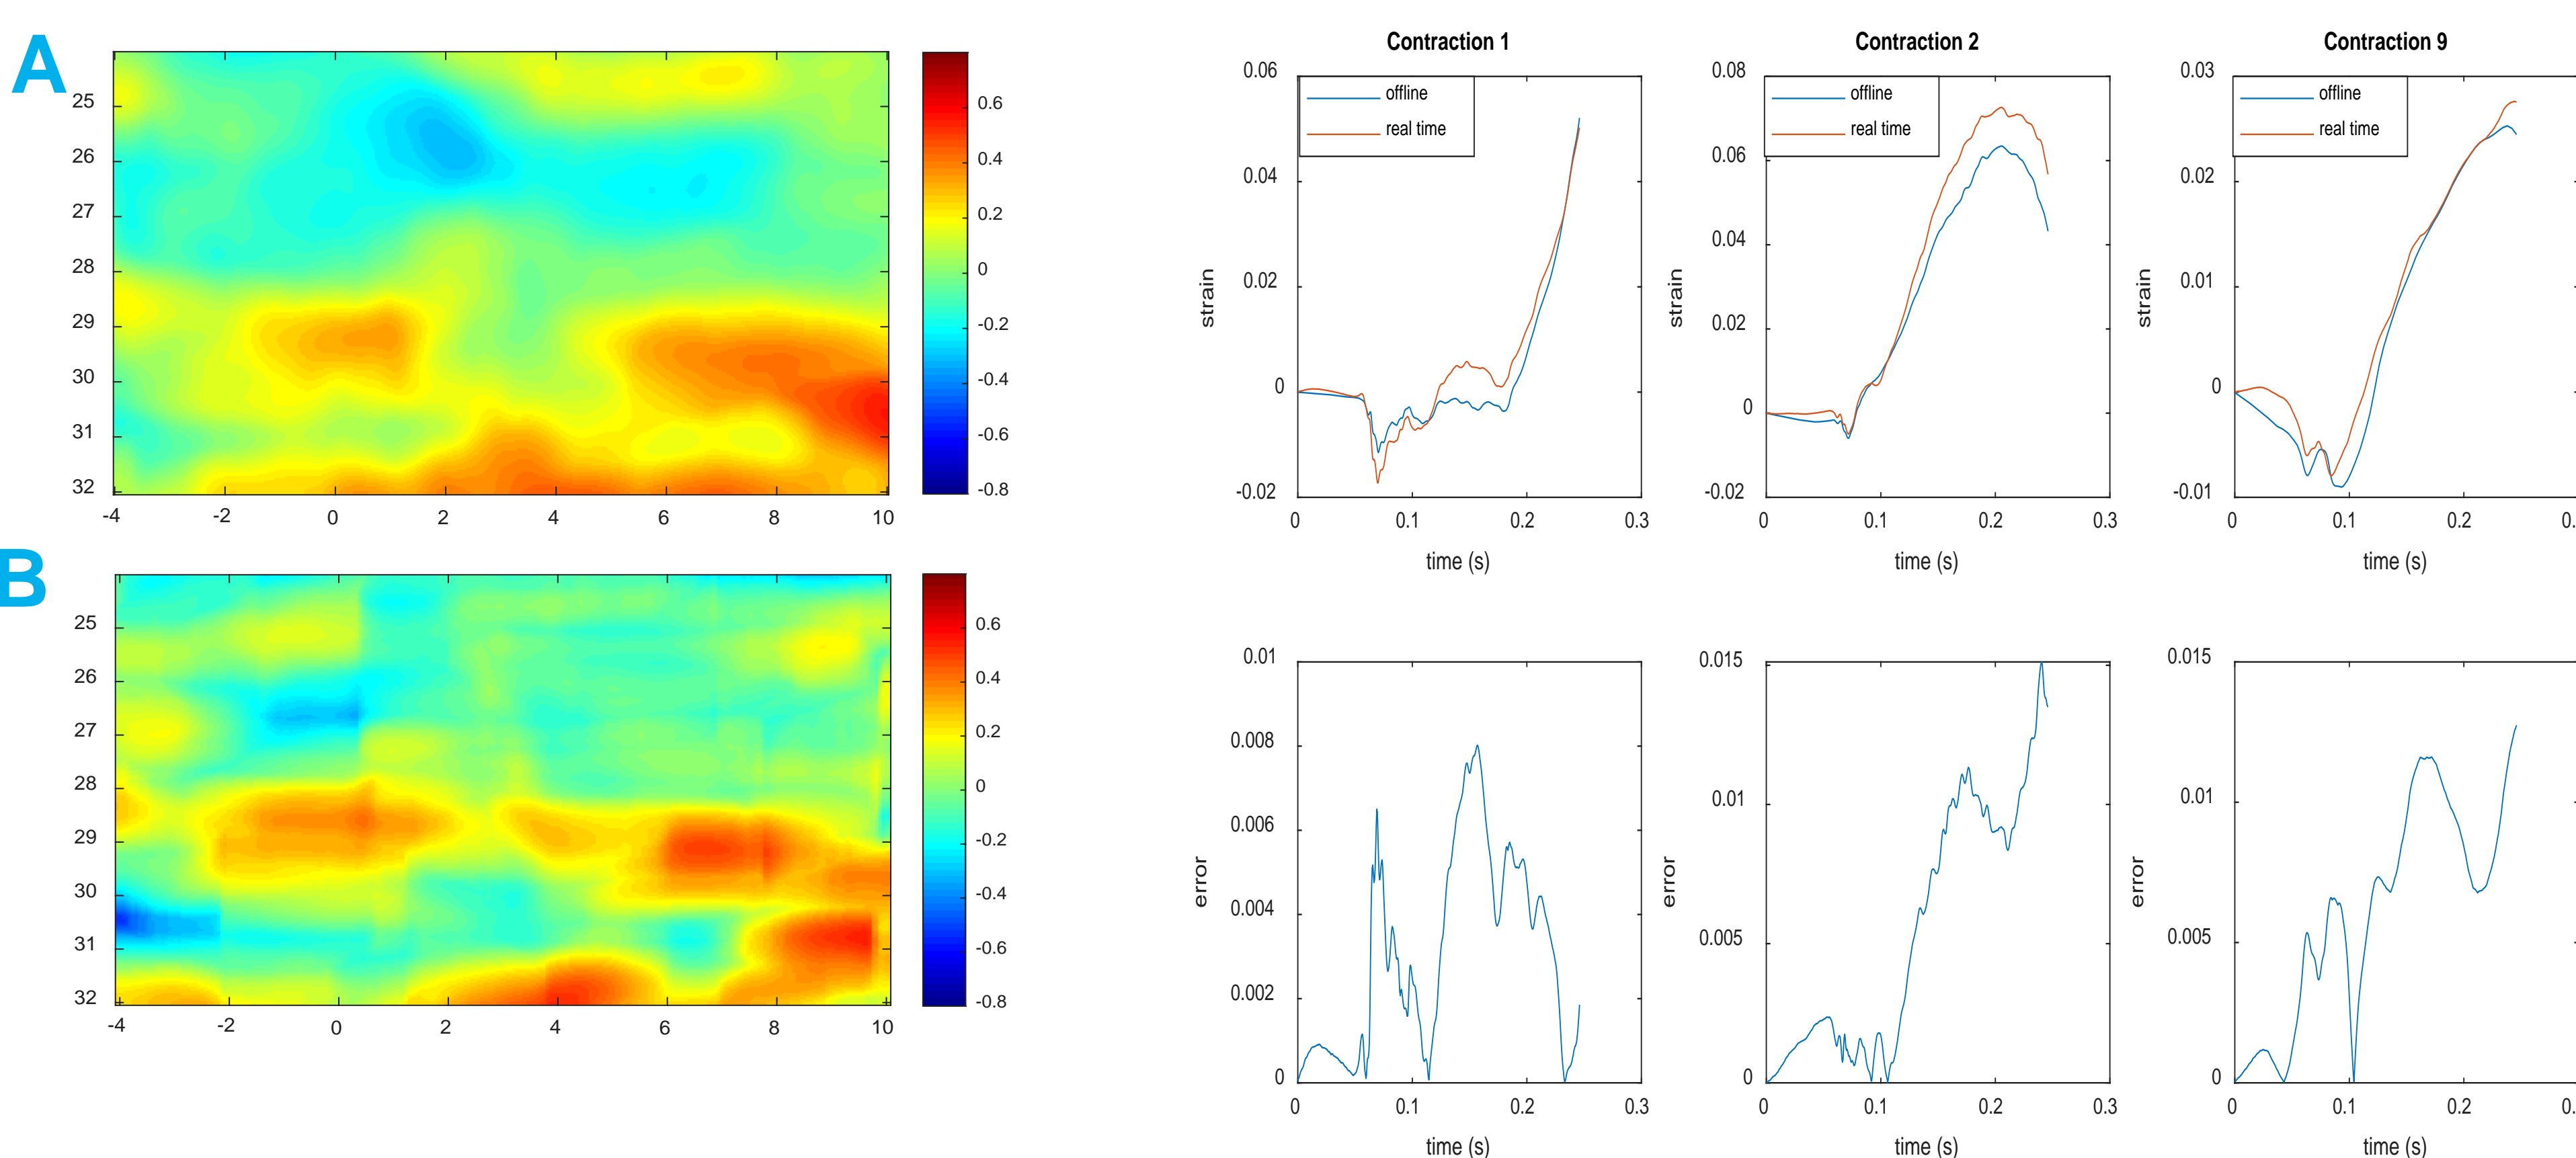 A
25
26
27
28
29
30
31
32
-4 -2 0 2 4 6 8 10
0.6
0.4
0.2
0
-0.2
-0.4
-0.6
-0.8
B
25
26
27
28
29
30
31
32
-4 -2 0 2 4 6 8 10
0.6
0.4
0.2
0
-0.2
-0.4
-0.6
-0.8
Contraction 1
offline
real time
0.06
0.04
0.02
0
-0.02
strain
0 0.1 0.2 0.3
time (s)
Contraction 2
offline
real time
0.08
0.06
0.04
0.02
0
-0.02
strain
0 0.1 0.2 0.3
time (s)
Contraction 9
offline
real time
0.03
0.02
0.01
0
-0.01
strain
0 0.1 0.2 0.
time (s)
0.01
0.008
0.006
0.004
0.002
0
error
0 0.1 0.2 0.3
time (s)
0.015
0.01
0.005
0
error
0 0.1 0.2 0.3
time (s)
0.015
0.01
0.005
0
error
0 0.1 0.2 0.
time (s)